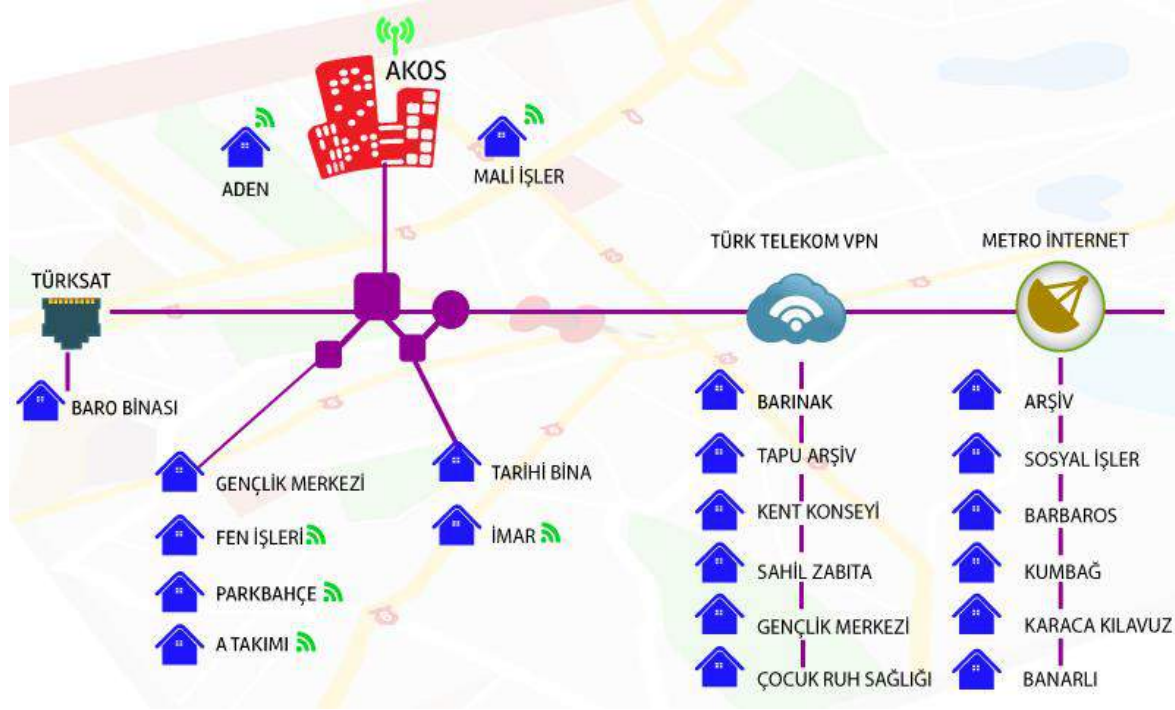 AKOS
ADEN
MALİ İŞLER
TÜRKSAT
TÜRK TELEKOM VPN
METRO İNTERNET
BARO BİNASI
GENÇLİK MERKEZİ
FEN İŞLERİ
PARKBAHÇE
A TAKIMI
TARİHİ BİNA
İMAR
BARINAK
TAPU ARŞİV
KENT KONSEYİ
SAHİL ZABITA
GENÇLİK MERKEZİ
ÇOCUK RUH SAĞLIĞI
ARŞİV
SOSYAL İŞLER
BARBAROS
KUMBAĞ
KARACA KILAVUZ
BANARLI